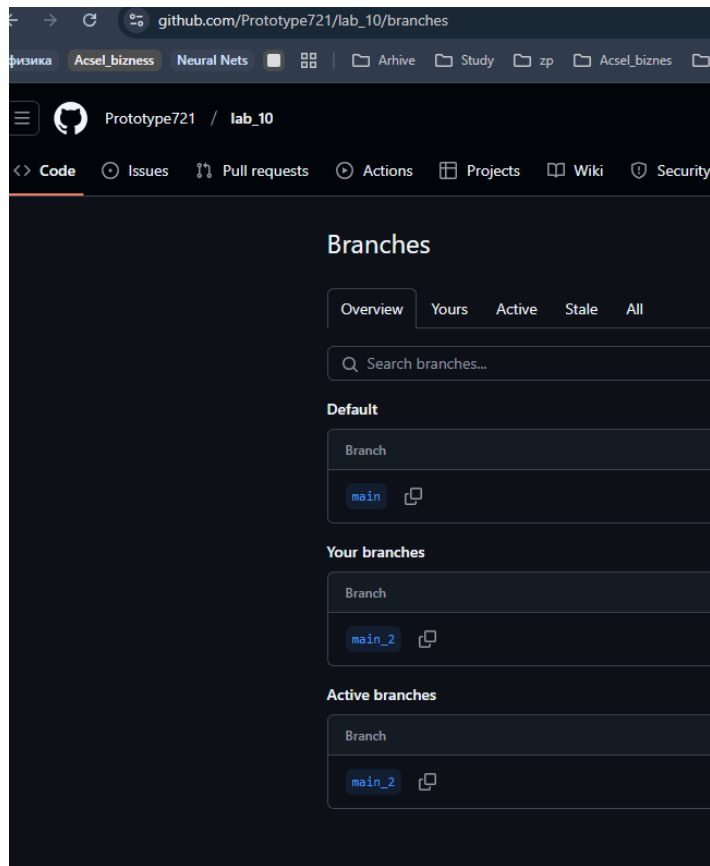 github.com/Prototype721/lab_10/branches
физика Acsel_bizness Neural Nets Arhive Study zp Acsel_biznes
Prototype721 / lab_10
Code Issues Pull requests Actions Projects Wiki Security
Branches
Overview Yours Active Stale All
Search branches...
Default
Branch
main
Your branches
Branch
main_2
Active branches
Branch
main_2